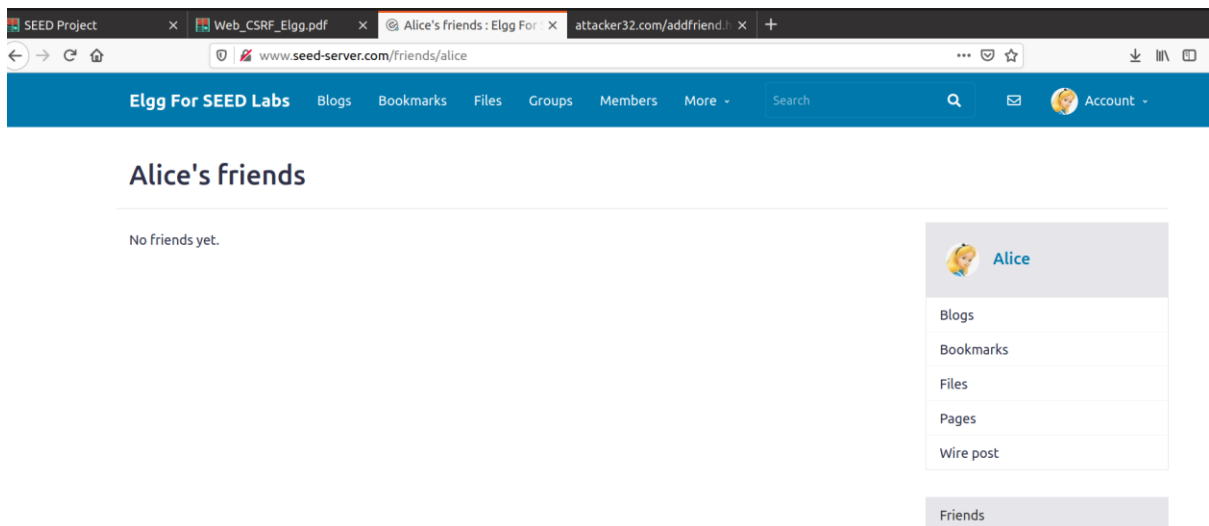 SEED Project
Web_CSRF_Elgg.pdf
Alice's friends : Elgg For S
attacker32.com/addfriend.h
www.seed-server.com/friends/alice
Elgg For SEED Labs Blogs Bookmarks Files Groups Members More Search Account
Alice's friends
No friends yet.
Alice
Blogs
Bookmarks
Files
Pages
Wire post
Friends